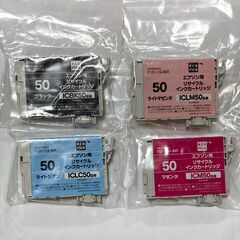 50
ブラック
エプソン用
リサイクル
インクカートリッジ
ICBK50
50
ライトマゼンタ
エプソン用
リサイクル
インクカートリッジ
ICLM50
50
ライトシアン
エプソン用
リサイクル
インクカートリッジ
ICLC50
50
マゼンタ
エプソン用
リサイクル
インクカートリッジ
ICM50